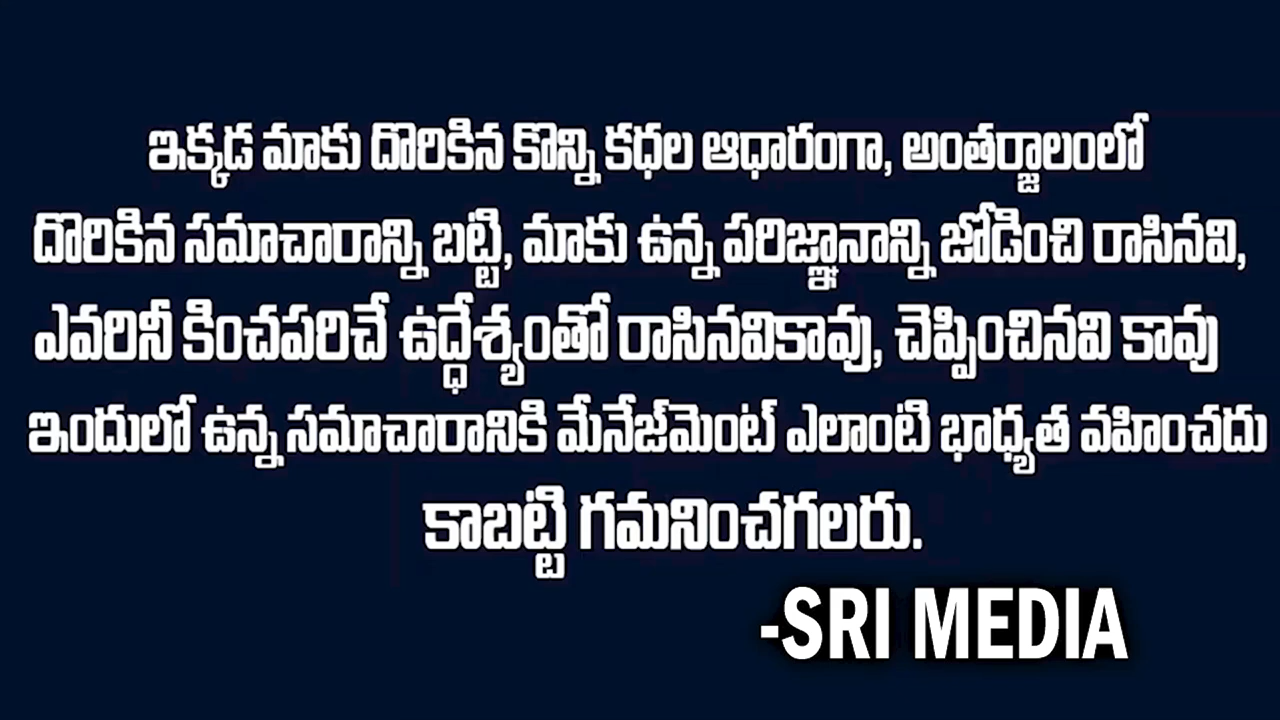 ఇక్కడ మాకు దొరికిన కొన్ని కధల ఆధారంగా, అంతర్జాలంలో
దొరికిన సమాచారాన్ని బట్టి, మాకు ఉన్న పరిజ్ఞానాన్ని జోడించి రాసినవి,
ఎవరినీ కించపరిచే ఉద్ధేశ్యంతో రాసినవికావు, చెప్పించినవి కావు
ఇందులో ఉన్న సమాచారానికి మేనేజ్‌మెంట్ ఎలాంటి భాధ్యత వహించదు
కాబట్టి గమనించగలరు.
-SRI MEDIA